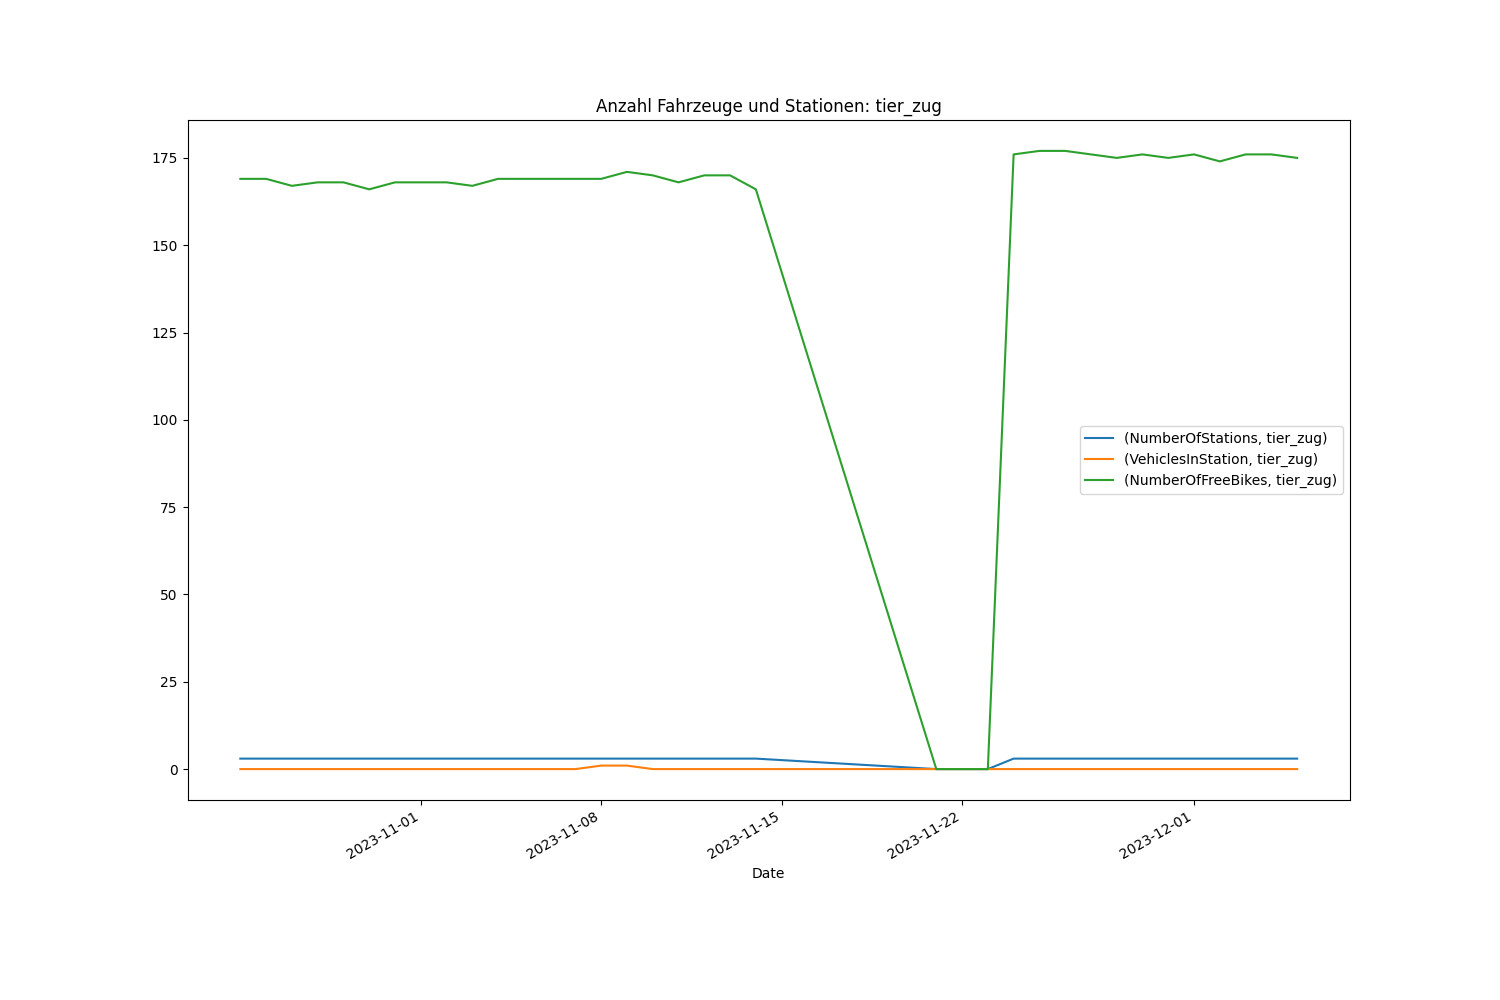 Anzahl Fahrzeuge und Stationen: tier_zug
175
150
125
100
75
50
25
0
(NumberOfStations, tier_zug)
(VehiclesInStation, tier_zug)
(NumberOfFreeBikes, tier_zug)
2023-11-01
2023-11-08
2023-11-15
2023-11-22
2023-12-01
Date